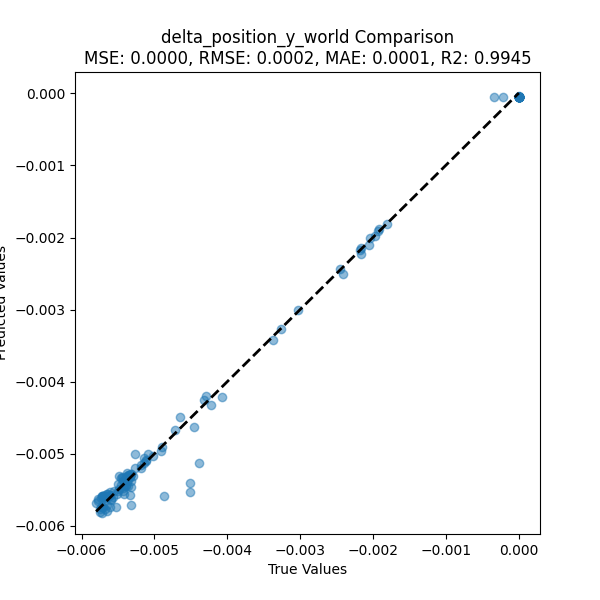 delta_position_y_world Comparison
MSE: 0.0000, RMSE: 0.0002, MAE: 0.0001, R2: 0.9945
0.000
−0.001
−0.002
−0.003
−0.004
−0.005
−0.006
Predicted Values
−0.006 −0.005 −0.004 −0.003 −0.002 −0.001 0.000
True Values